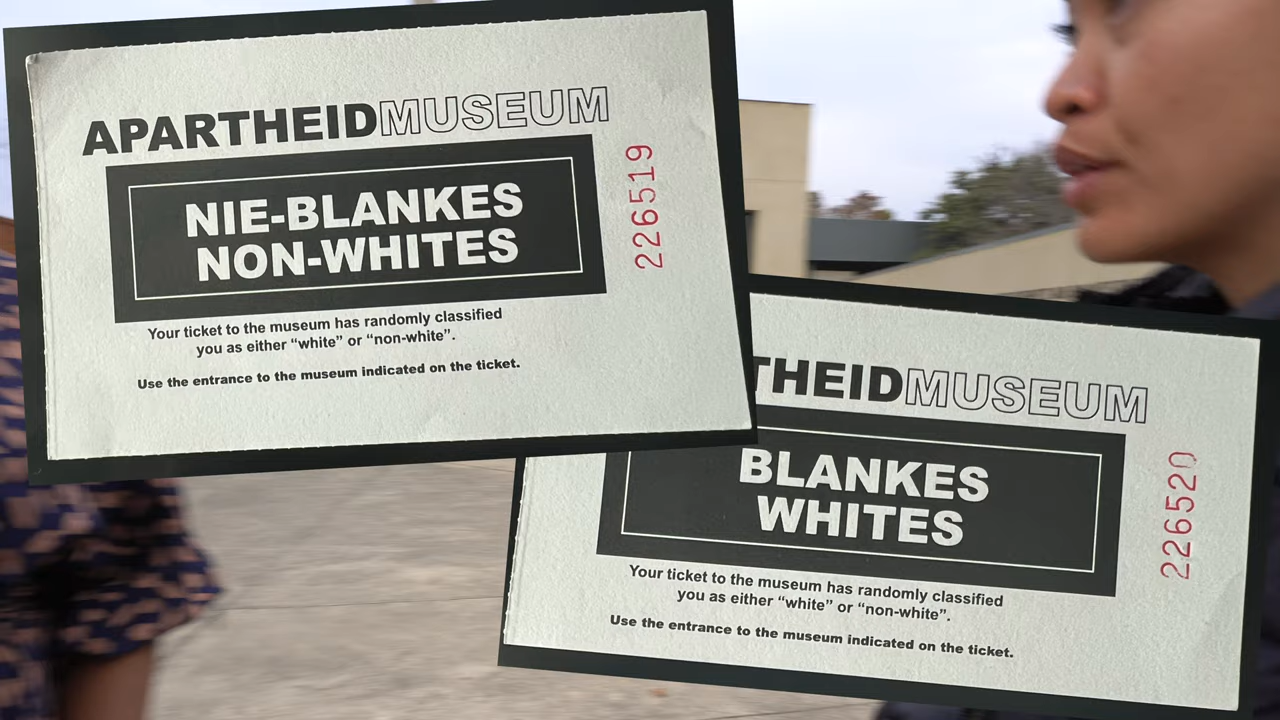 APARTHEIDMUSEUM
NIE-BLANKES
NON-WHITES
Your ticket to the museum has randomly classified
you as either “white” or “non-white”.
Use the entrance to the museum indicated on the ticket.
226519
THEIDMUSEUM
BLANKES
WHITES
Your ticket to the museum has randomly classified
you as either “white” or “non-white”.
Use the entrance to the museum indicated on the ticket.
226520